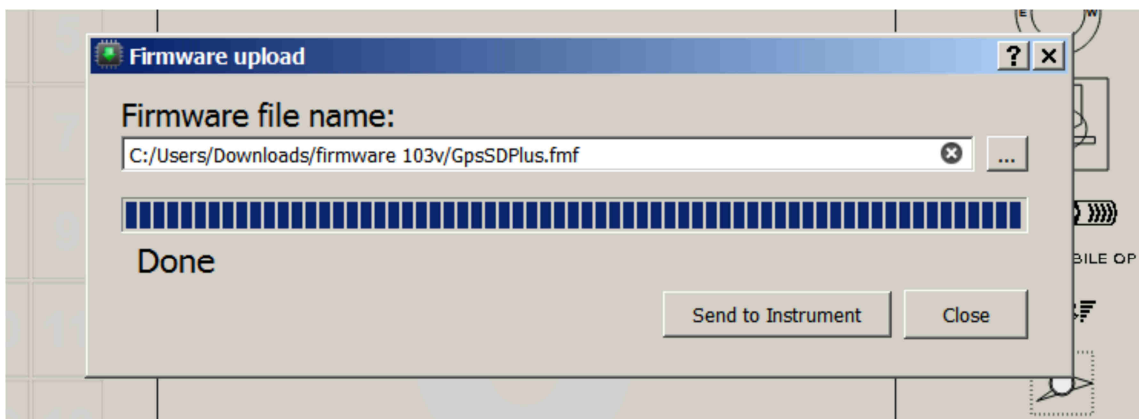 E W
Firmware upload
Firmware file name:
C:/Users/Downloads/firmware 103v/GpsSDPlus.fmf
...
Done
BILE OP
Send to Instrument
Close